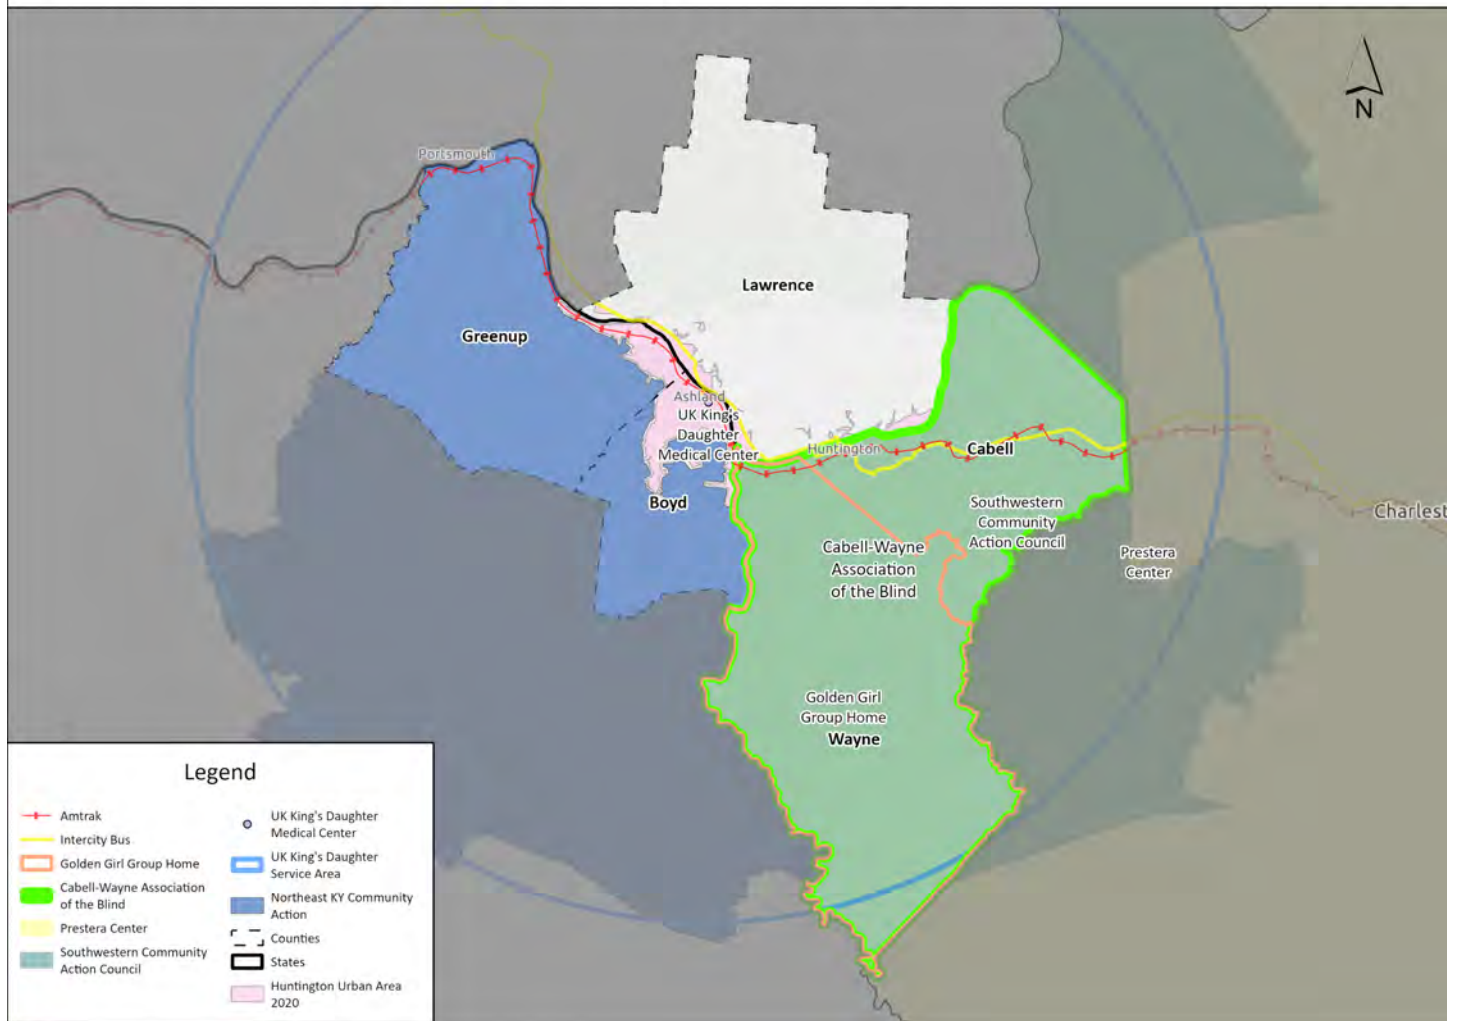 N
Portsmouth
Lawrence
Greenup
Ashland
UK King's
Daughter
Medical Center
Huntington
Cabell
Boyd
Southwestern
Community
Action Council
Charlest
Cabell-Wayne
Association
of the Blind
Prestera
Center
Golden Girl
Group Home
Wayne
Legend
Amtrak
Intercity Bus
Golden Girl Group Home
Cabell-Wayne Association
of the Blind
Prestera Center
Southwestern Community
Action Council
UK King's Daughter
Medical Center
UK King's Daughter
Service Area
Northeast KY Community
Action
Counties
States
Huntington Urban Area
2020